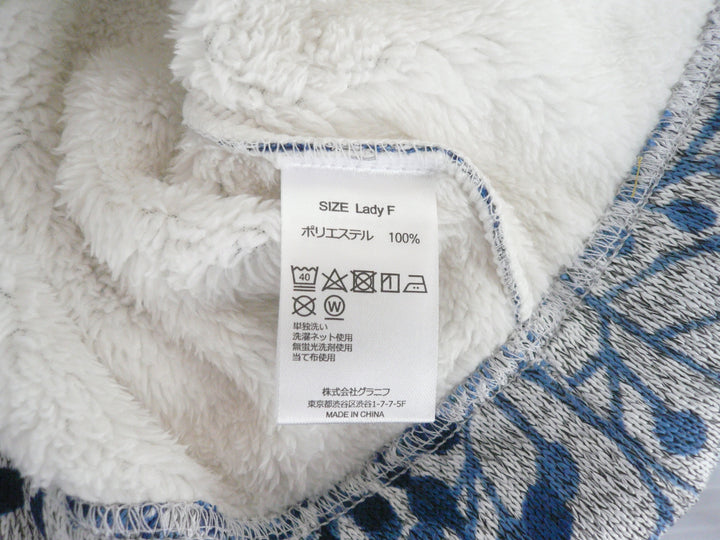 SIZE Lady F
ポリエステル 100%
40
W
単独洗い
洗濯ネット使用
無蛍光洗剤使用
当て布使用
株式会社グラニフ
東京都渋谷区渋谷1-7-7-5F
MADE IN CHINA